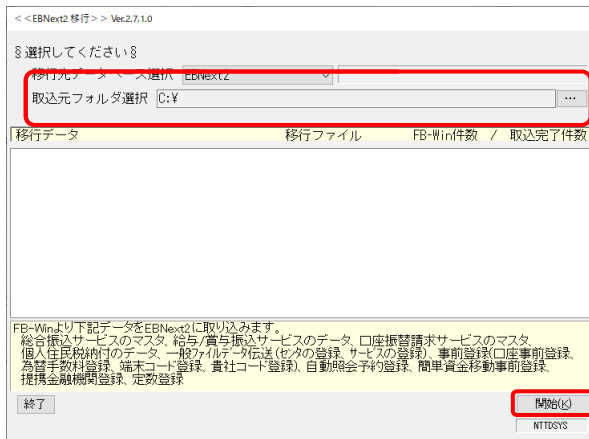 <<EBNext2 移行>> Ver.2.7.1.0
§選択してください§
移行先データベース選択 EBNext2
取込元フォルダ選択 C:¥ ...
移行データ 移行ファイル FB-Win件数 / 取込完了件数
FB-Winより下記データをEBNext2に取り込みます。
総合振込サービスのマスタ、給与/賞与振込サービスのデータ、口座振替請求サービスのマスタ、
個人住民税納付のデータ、一般ファイルデータ伝送(センタの登録、サービスの登録)、事前登録(口座事前登録、
為替手数料登録、端末コード登録、貴社コード登録)、自動照会予約登録、簡単資金移動事前登録、
提携金融機関登録、定数登録
終了 開始(K)
NTTDSYS